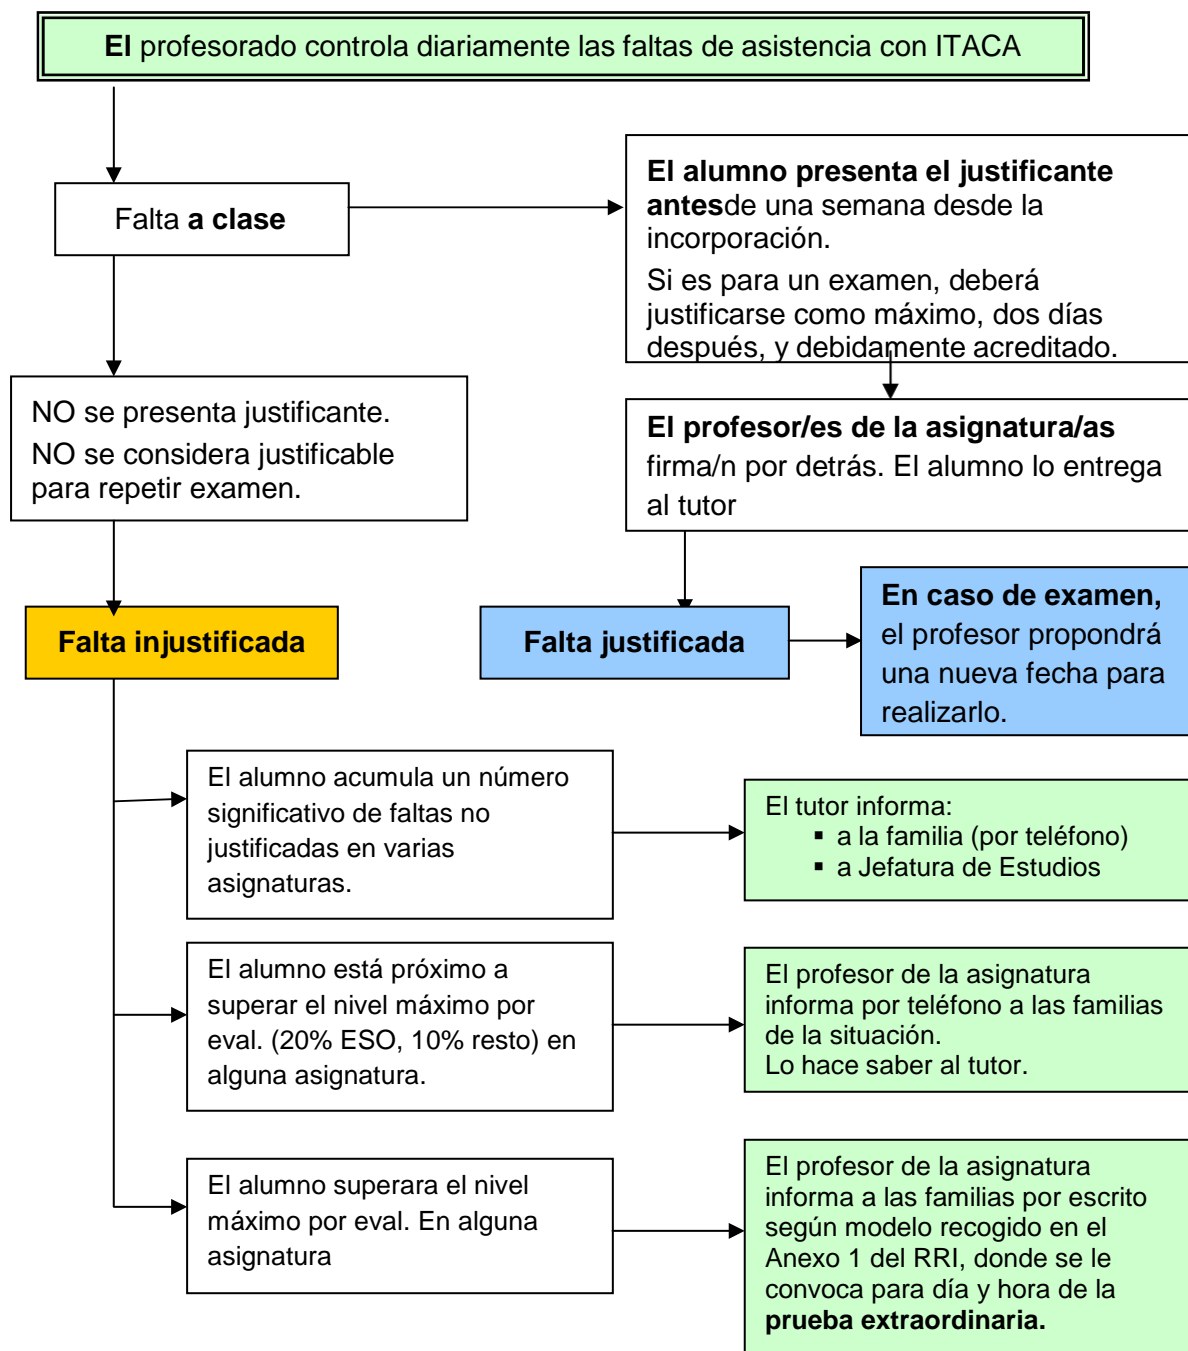 El profesorado controla diariamente las faltas de asistencia con ITACA
El alumno presenta el justificante
antesde una semana desde la
incorporación.
Si es para un examen, deberá
justificarse como máximo, dos días
después, y debidamente acreditado.
Falta a clase
NO se presenta justificante.
NO se considera justificable
para repetir examen.
El profesor/es de la asignatura/as
firma/n por detrás. El alumno lo entrega
al tutor
Falta injustificada
Falta justificada
En caso de examen,
el profesor propondrá
una nueva fecha para
realizarlo.
El alumno acumula un número
significativo de faltas no
justificadas en varias
asignaturas.
El tutor informa:
▪ a la familia (por teléfono)
▪ a Jefatura de Estudios
El alumno está próximo a
superar el nivel máximo por
eval. (20% ESO, 10% resto) en
alguna asignatura.
El profesor de la asignatura
informa por teléfono a las familias
de la situación.
Lo hace saber al tutor.
El alumno superara el nivel
máximo por eval. En alguna
asignatura
El profesor de la asignatura
informa a las familias por escrito
según modelo recogido en el
Anexo 1 del RRI, donde se le
convoca para día y hora de la
prueba extraordinaria.